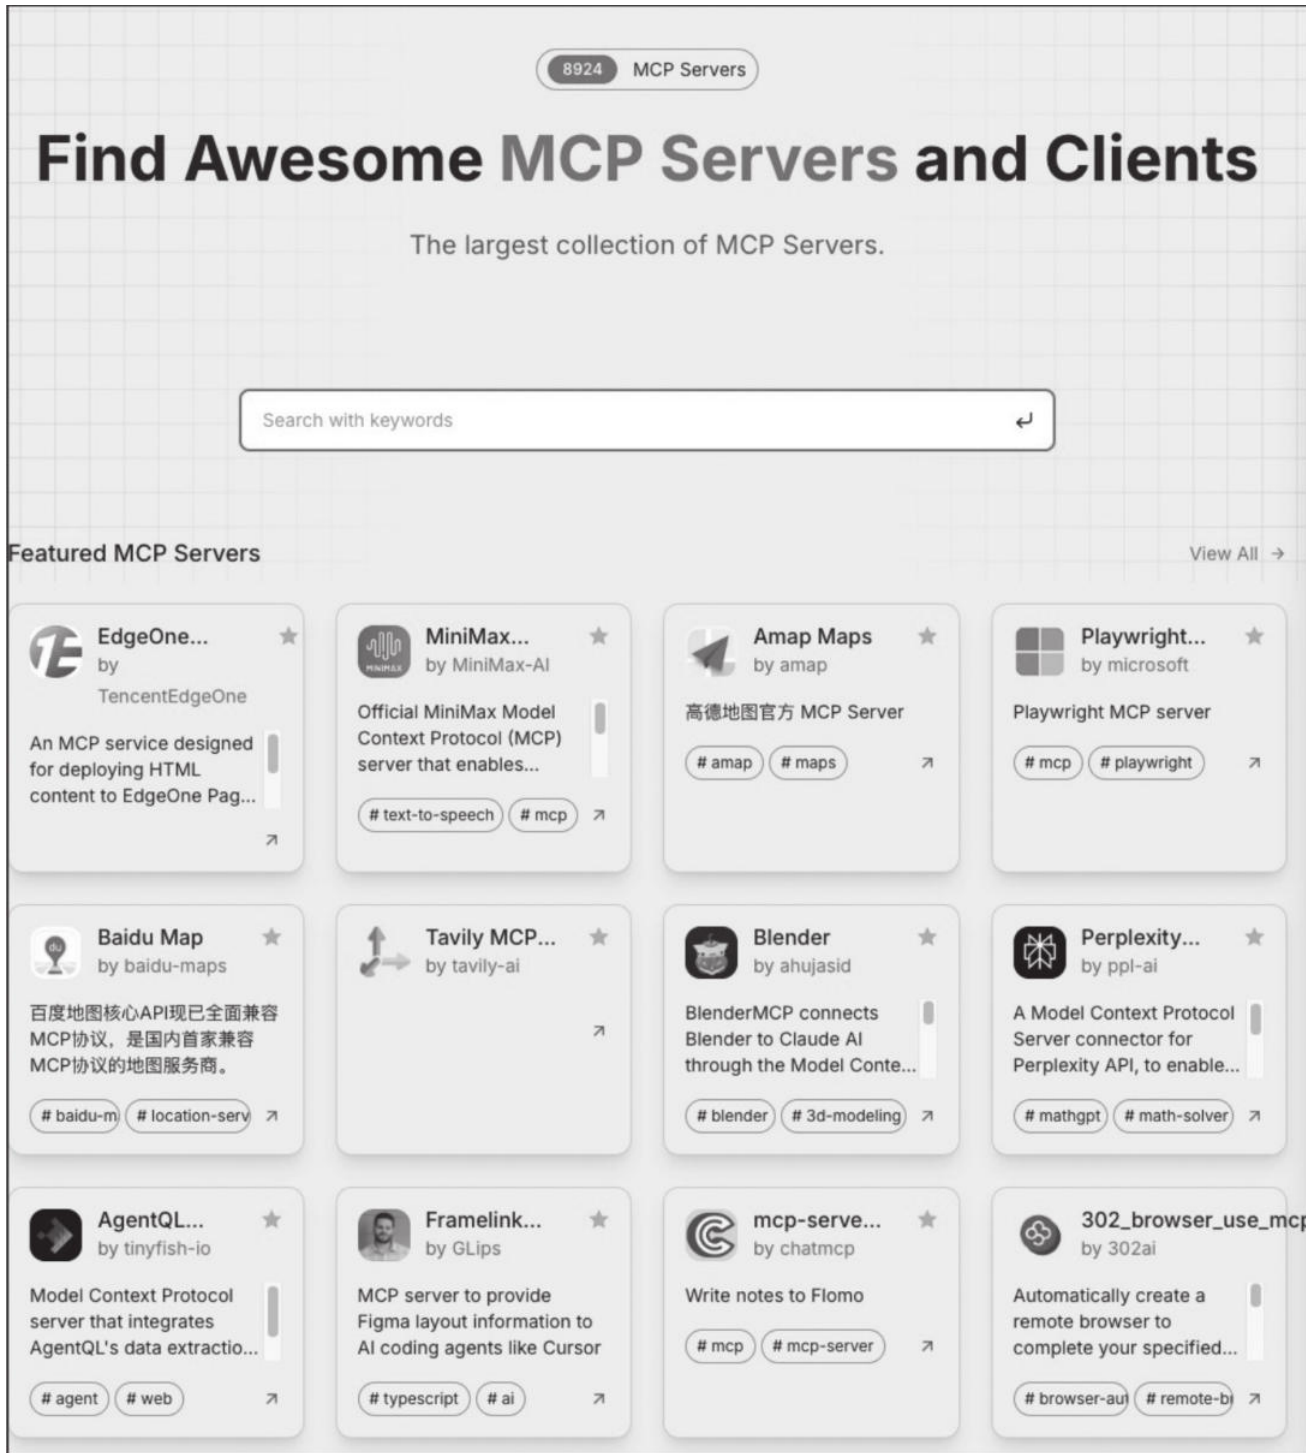 8924 MCP Servers
Find Awesome MCP Servers and Clients
The largest collection of MCP Servers.
Search with keywords
Featured MCP Servers
View All →
EdgeOne...
by
TencentEdgeOne
An MCP service designed
for deploying HTML
content to EdgeOne Pag...
MINIMAX
MiniMax...
by MiniMax-AI
Official MiniMax Model
Context Protocol (MCP)
server that enables...
# text-to-speech # mcp
Amap Maps
by amap
高德地图官方 MCP Server
# amap # maps
Playwright...
by microsoft
Playwright MCP server
# mcp # playwright
du
Baidu Map
by baidu-maps
百度地图核心API现已全面兼容
MCP协议，是国内首家兼容
MCP协议的地图服务商。
# baidu-m # location-serv
Tavily MCP...
by tavily-ai
Blender
by ahujasid
BlenderMCP connects
Blender to Claude AI
through the Model Conte...
# blender # 3d-modeling
Perplexity...
by ppl-ai
A Model Context Protocol
Server connector for
Perplexity API, to enable...
# mathgpt # math-solver
AgentQL...
by tinyfish-io
Model Context Protocol
server that integrates
AgentQL's data extractio...
# agent # web
Framelink...
by GLips
MCP server to provide
Figma layout information to
AI coding agents like Cursor
# typescript # ai
mcp-serve...
by chatmcp
Write notes to Flomo
# mcp # mcp-server
302_browser_use_mcp
by 302ai
Automatically create a
remote browser to
complete your specified...
# browser-aut # remote-br